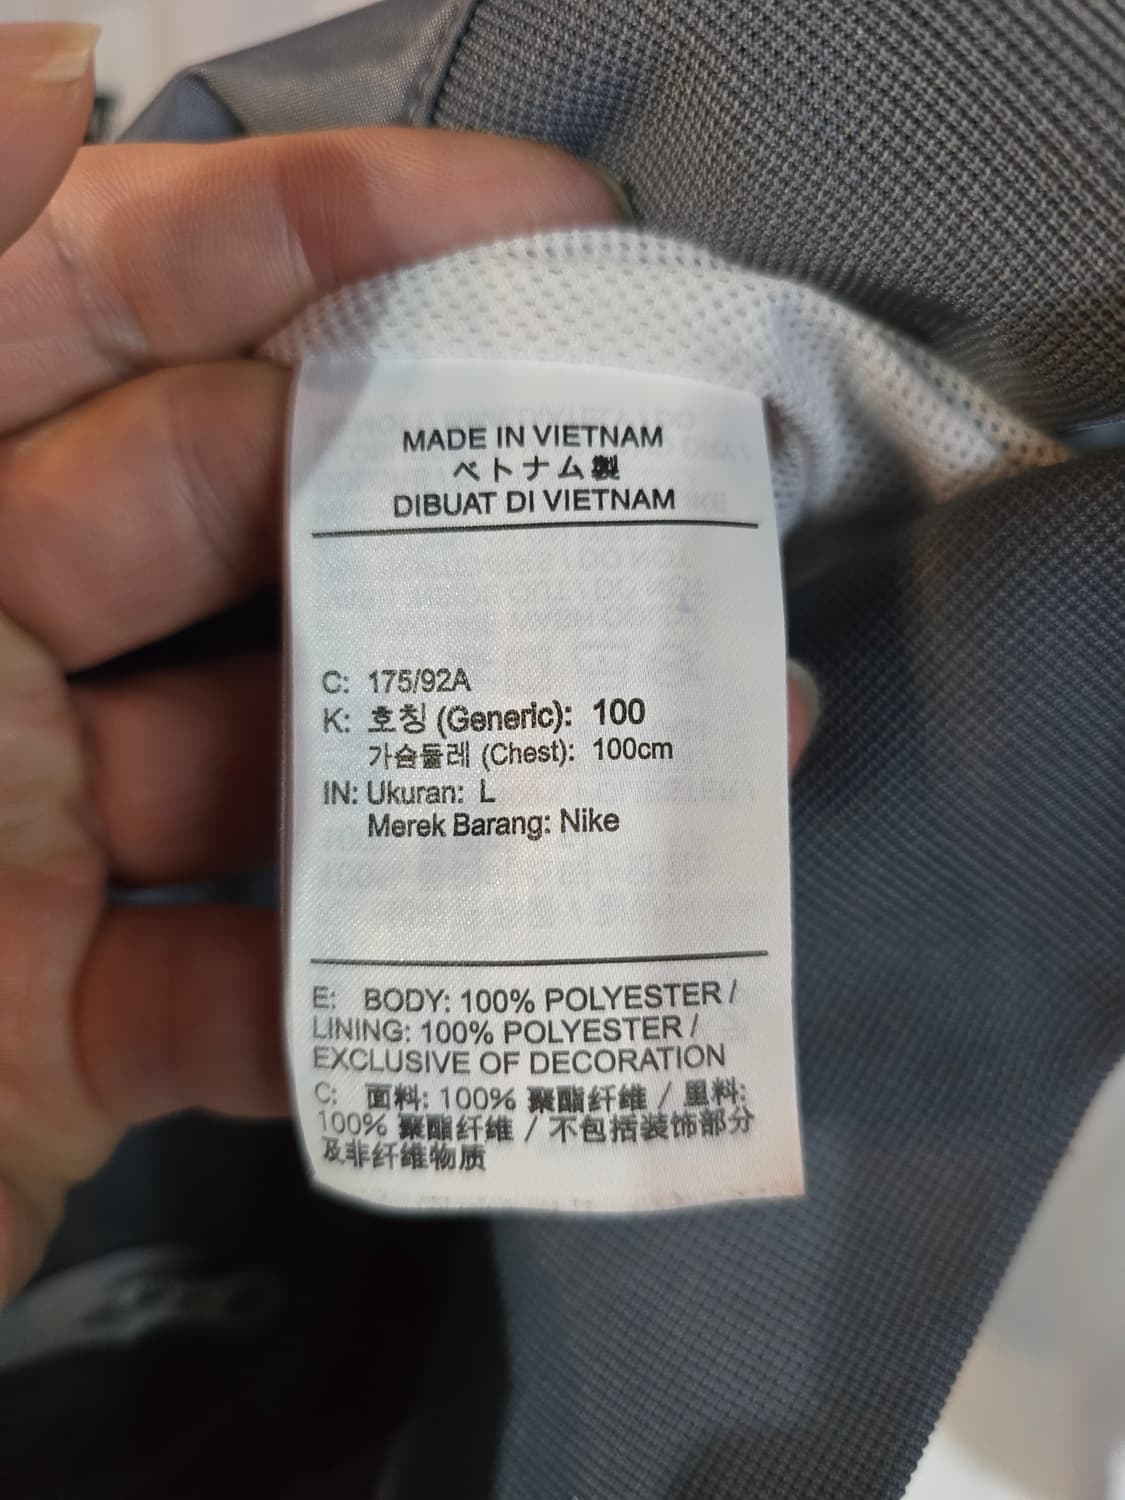 MADE IN VIETNAM
ベトナム製
DIBUAT DI VIETNAM
C: 175/92A
K: 호칭 (Generic): 100
가슴둘레 (Chest): 100cm
IN: Ukuran: L
Merek Barang: Nike
E: BODY: 100% POLYESTER /
LINING: 100% POLYESTER /
EXCLUSIVE OF DECORATION
C: 面料: 100% 聚酯纤维 / 里料:
100% 聚酯纤维 / 不包括装饰部分
及非纤维物质